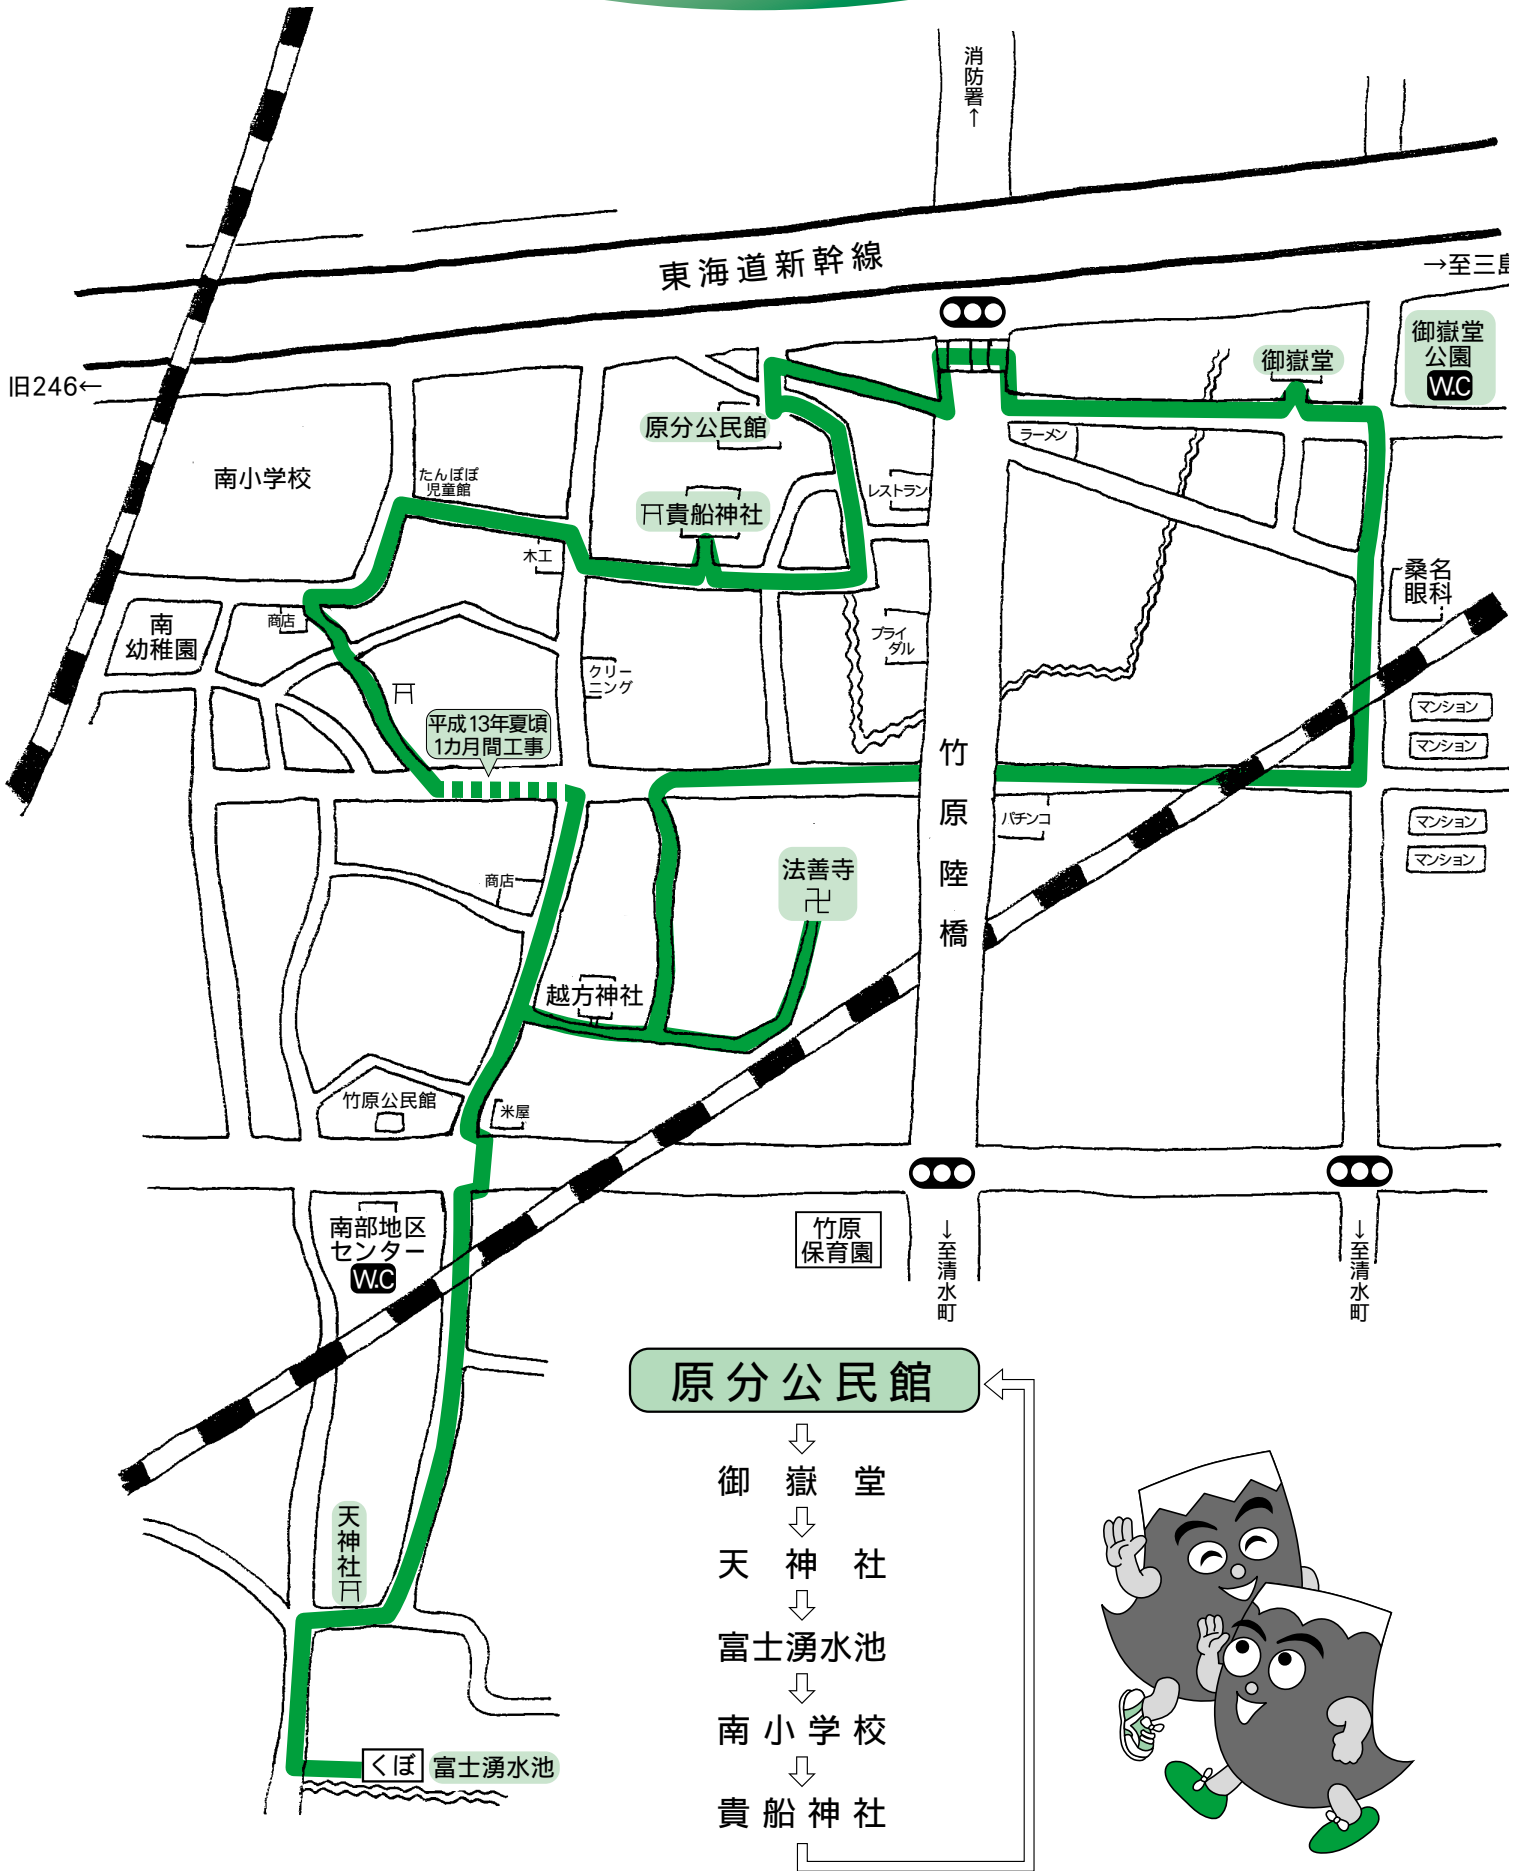 消防署↑
東海道新幹線
→至三島
旧246←
御嶽堂
公園
W.C
御嶽堂
原分公民館
ラーメン
南小学校
たんぽぽ
児童館
レストラン
貴船神社
木工
桑名
眼科
南
幼稚園
商店
ブライ
ダル
クリー
ニング
平成13年夏頃
1カ月間工事
マンション
マンション
竹原陸橋
パチンコ
マンション
マンション
法善寺
卍
商店
越方神社
竹原公民館
米屋
南部地区
センター
W.C
竹原
保育園
↓至清水町
↓至清水町
原分公民館
御嶽堂
天神社
富士湧水池
南小学校
貴船神社
天神社
くぼ
富士湧水池